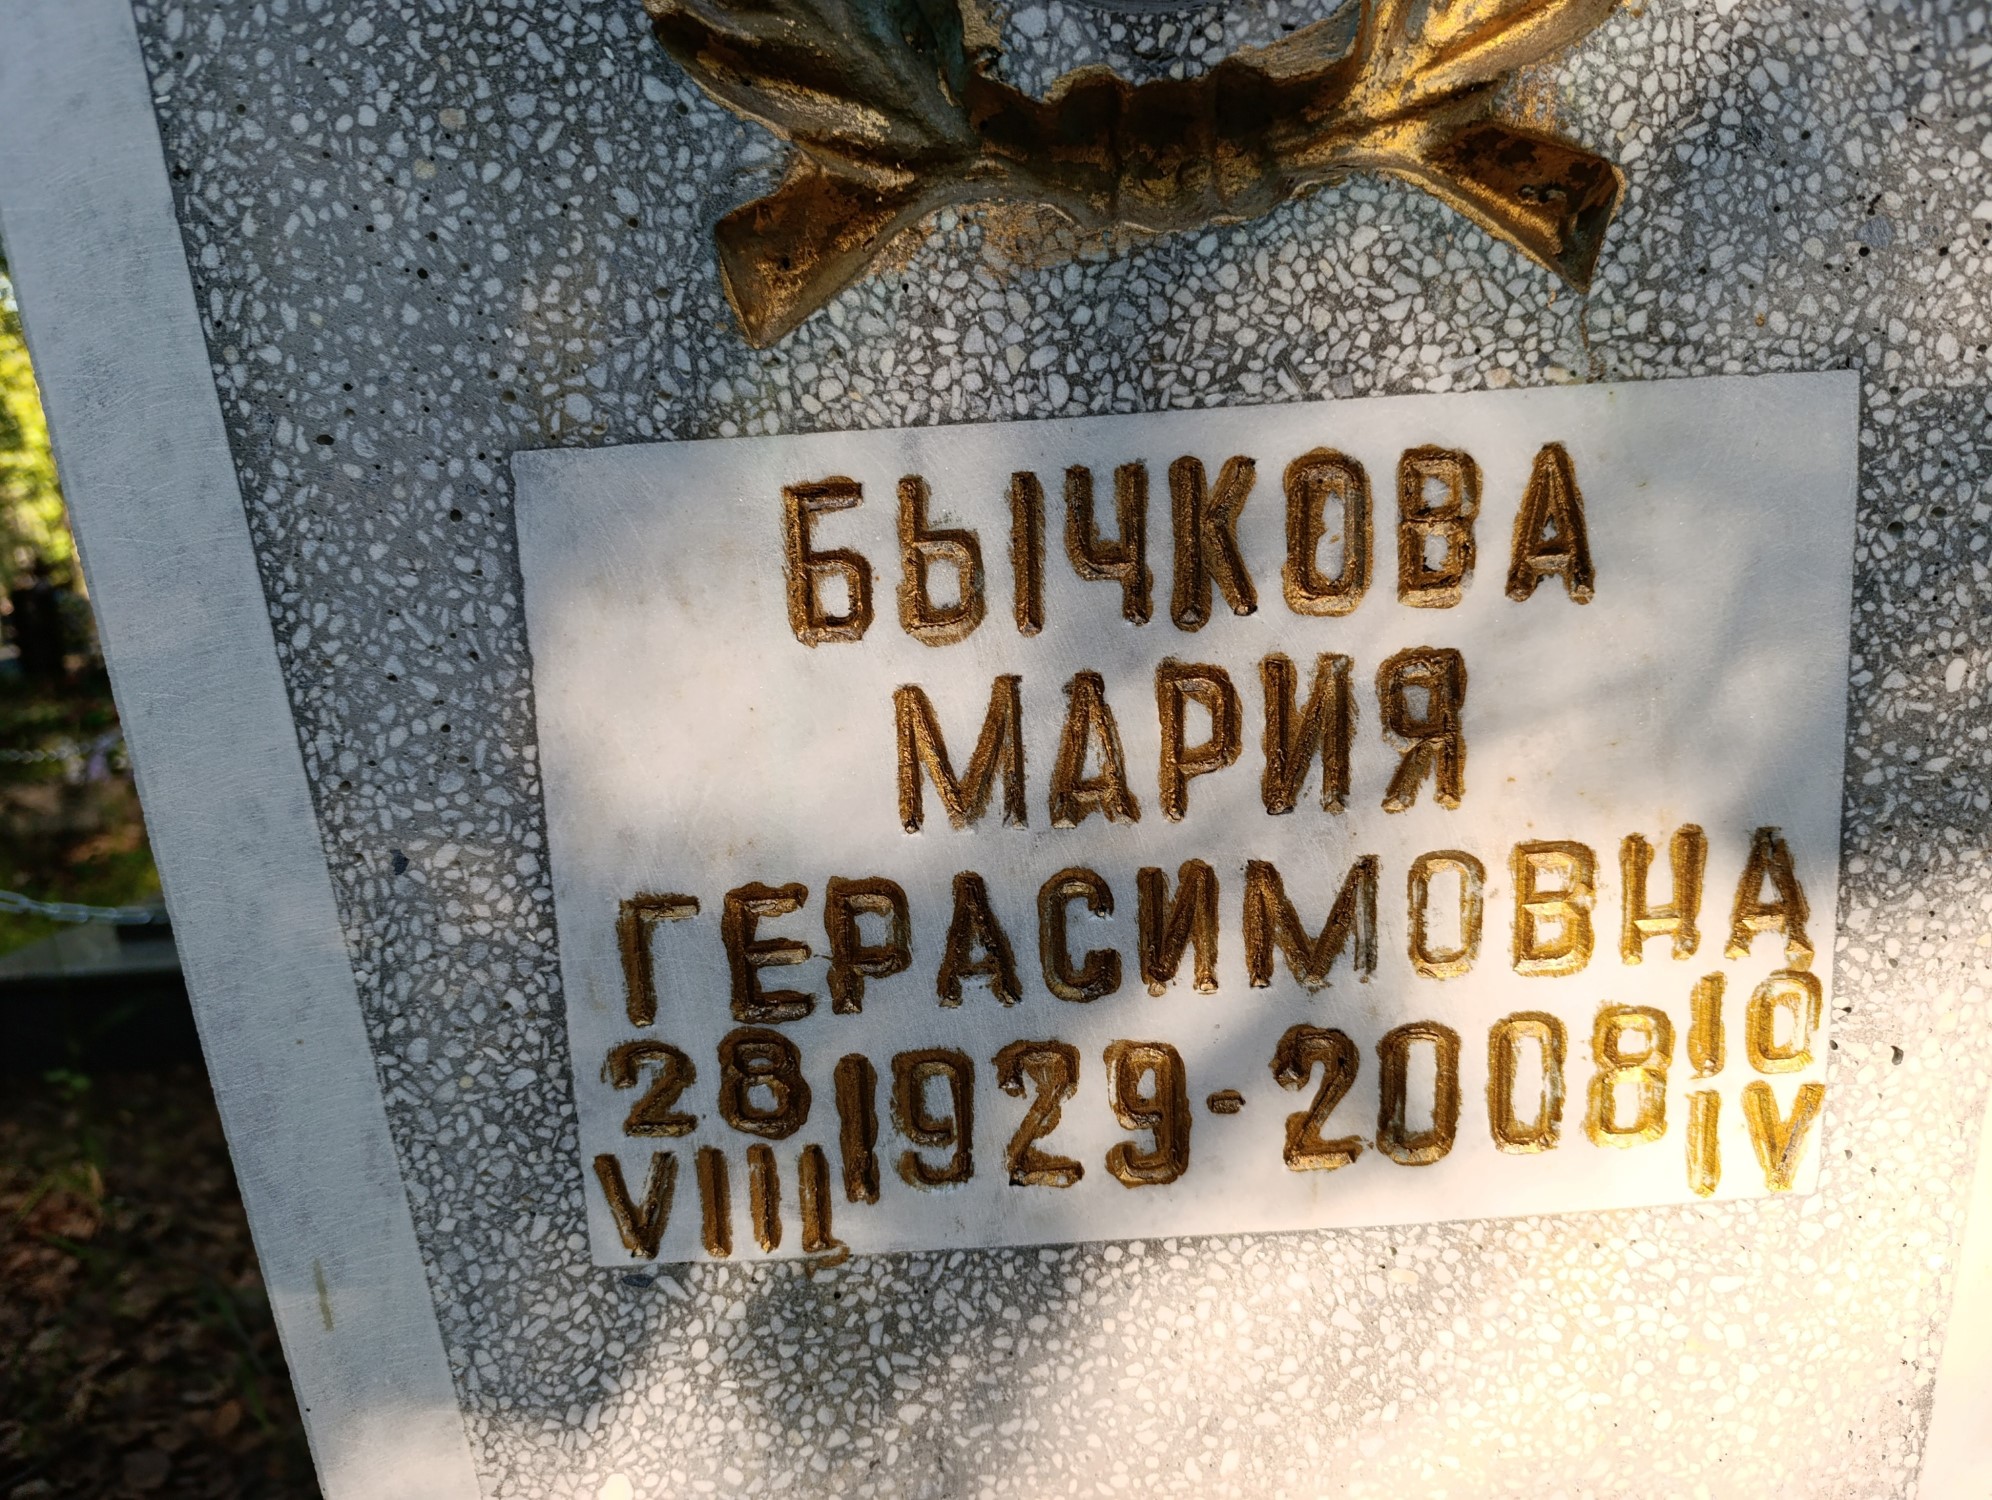 БЫЧКОВА
МАРИЯ
ГЕРАСИМОВНА
28 VIII 1929-2008 10 IV